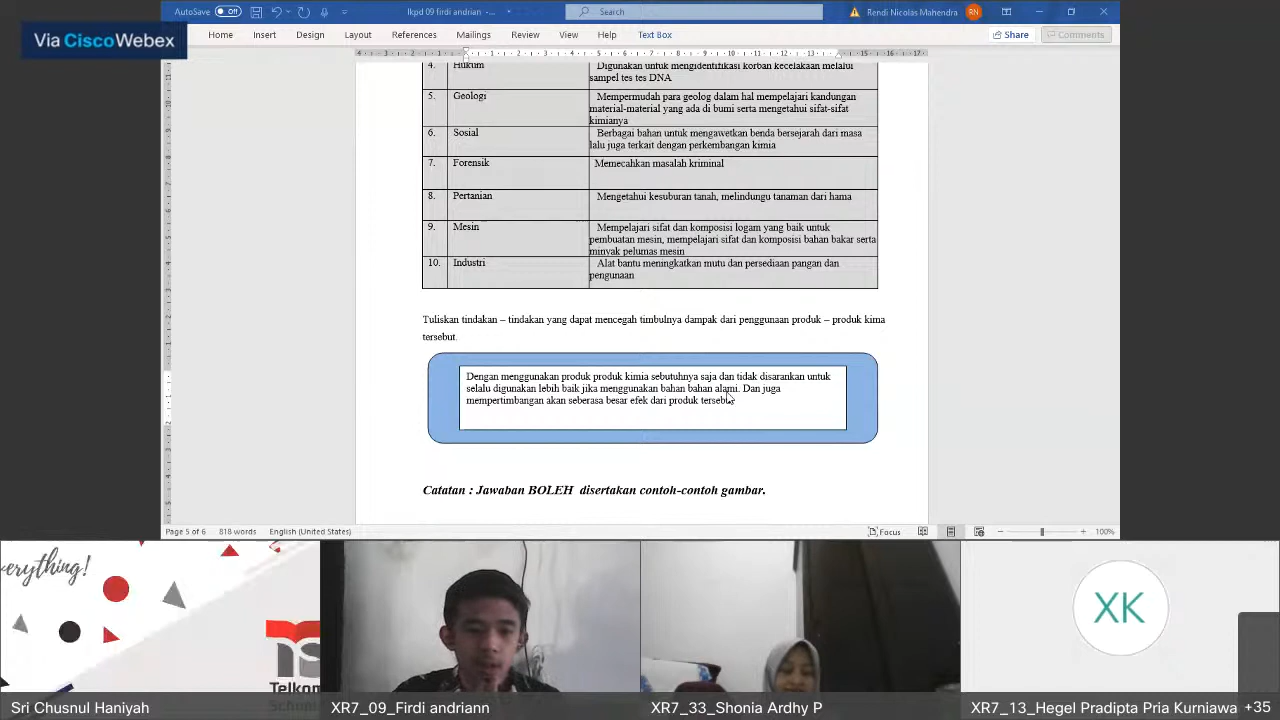 Via Cisco Webex
AutoSave Off
lkpd 09 firdi andrian -...
Search
Rendi Nicolas Mahendra
RN
Home Insert Design Layout References Mailings Review View Help Text Box
Share Comments
4. Hukum Digunakan untuk mengidentifikasi korban kecelakaan melalui
sampel tes tes DNA
5. Geologi Mempermudah para geolog dalam hal mempelajari kandungan
material-material yang ada di bumi serta mengetahui sifat-sifat
kimianya
6. Sosial Berbagai bahan untuk mengawetkan benda bersejarah dari masa
lalu juga terkait dengan perkembangan kimia
7. Forensik Memecahkan masalah kriminal
8. Pertanian Mengetahui kesuburan tanah, melindungu tanaman dari hama
9. Mesin Mempelajari sifat dan komposisi logam yang baik untuk
pembuatan mesin, mempelajari sifat dan komposisi bahan bakar serta
minyak pelumas mesin
10. Industri Alat bantu meningkatkan mutu dan persediaan pangan dan
pengunaan
Tuliskan tindakan – tindakan yang dapat mencegah timbulnya dampak dari penggunaan produk – produk kima
tersebut.
Dengan menggunakan produk produk kimia sebutuhnya saja dan tidak disarankan untuk
selalu digunakan lebih baik jika menggunakan bahan bahan alami. Dan juga
mempertimbangan akan seberasa besar efek dari produk tersebut
Catatan : Jawaban BOLEH disertakan contoh-contoh gambar.
Page 5 of 6 818 words English (United States)
Focus 100%
everything!
XK
Sri Chusnul Haniyah
XR7_09_Firdi andriann
XR7_33_Shonia Ardhy P
XR7_13_Hegel Pradipta Pria Kurniawa +35